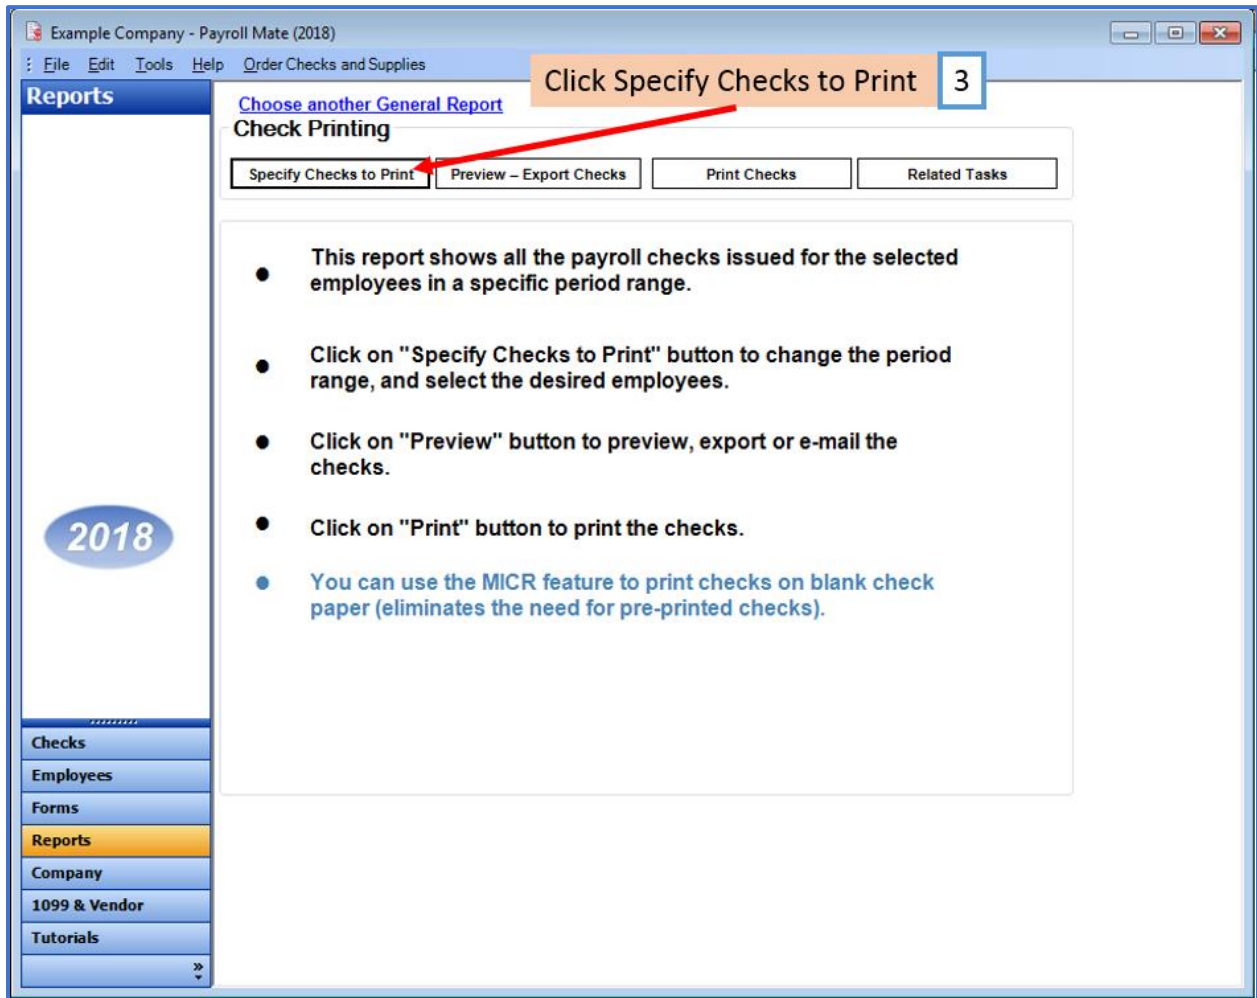 Example Company - Payroll Mate (2018)
File Edit Tools Help Order Checks and Supplies
Click Specify Checks to Print 3
Reports
Choose another General Report
Check Printing
Specify Checks to Print Preview – Export Checks Print Checks Related Tasks
● This report shows all the payroll checks issued for the selected
employees in a specific period range.
● Click on "Specify Checks to Print" button to change the period
range, and select the desired employees.
● Click on "Preview" button to preview, export or e-mail the
checks.
● Click on "Print" button to print the checks.
● You can use the MICR feature to print checks on blank check
paper (eliminates the need for pre-printed checks).
2018
Checks
Employees
Forms
Reports
Company
1099 & Vendor
Tutorials